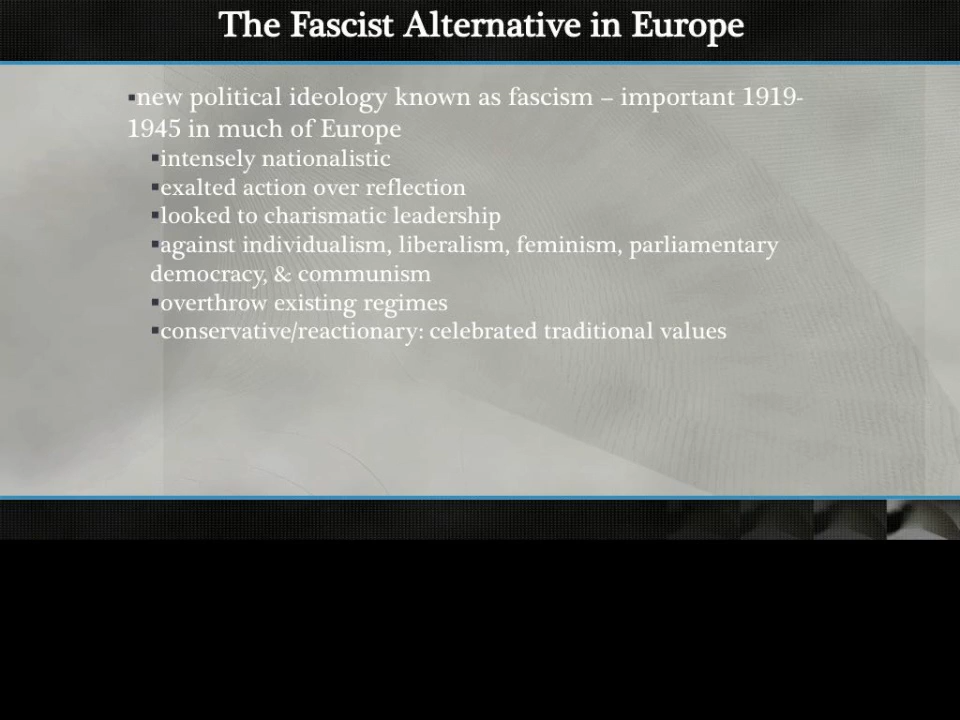 The Fascist Alternative in Europe
▪new political ideology known as fascism – important 1919-
1945 in much of Europe
▪intensely nationalistic
▪exalted action over reflection
▪looked to charismatic leadership
▪against individualism, liberalism, feminism, parliamentary
democracy, & communism
▪overthrow existing regimes
▪conservative/reactionary: celebrated traditional values